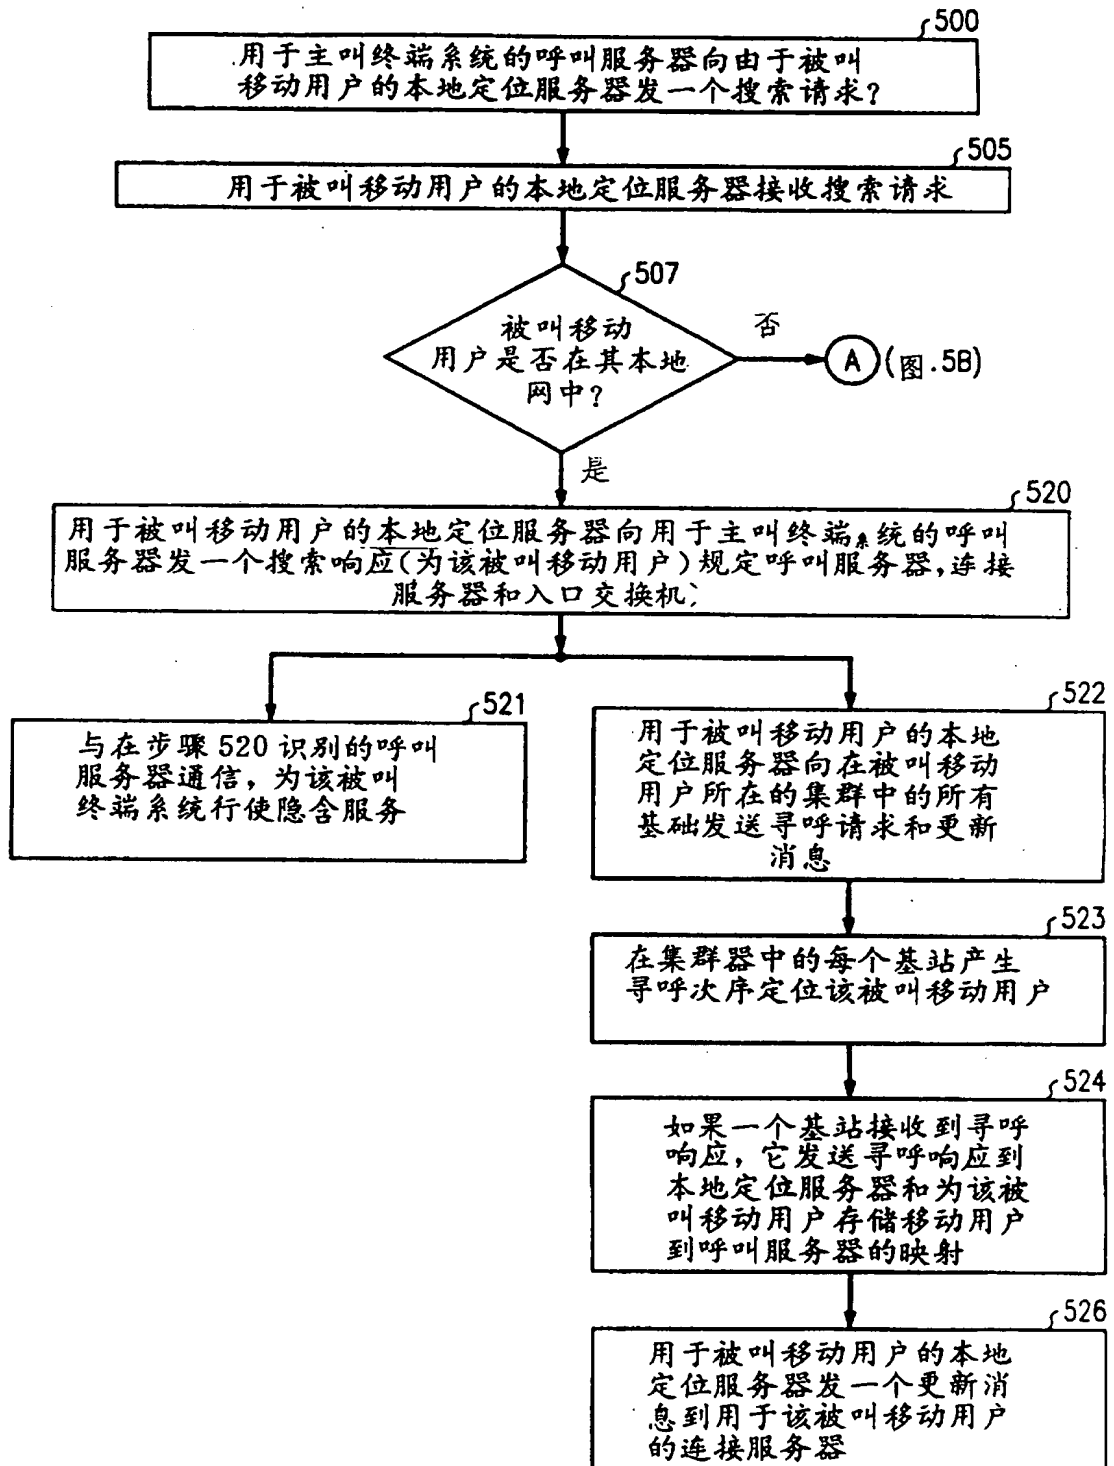 500
用于主叫终端系统的呼叫服务器向由于被叫
移动用户的本地定位服务器发一个搜索请求?
505
用于被叫移动用户的本地定位服务器接收搜索请求
507
被叫移动
用户是否在其本地
网中?
否
A (图.5B)
是
520
用于被叫移动用户的本地定位服务器向用于主叫终端系统的呼叫
服务器发一个搜索响应(为该被叫移动用户)规定呼叫服务器,连接
服务器和入口交换机;
521
与在步骤520识别的呼叫
服务器通信,为该被叫
终端系统行使隐含服务
522
用于被叫移动用户的本地
定位服务器向在被叫移动
用户所在的集群中的所有
基础发送寻呼请求和更新
消息
523
在集群器中的每个基站产生
寻呼次序定位该被叫移动用户
524
如果一个基站接收到寻呼
响应,它发送寻呼响应到
本地定位服务器和为该被
叫移动用户存储移动用户
到呼叫服务器的映射
526
用于被叫移动用户的本地
定位服务器发一个更新消
息到用于该被叫移动用户
的连接服务器